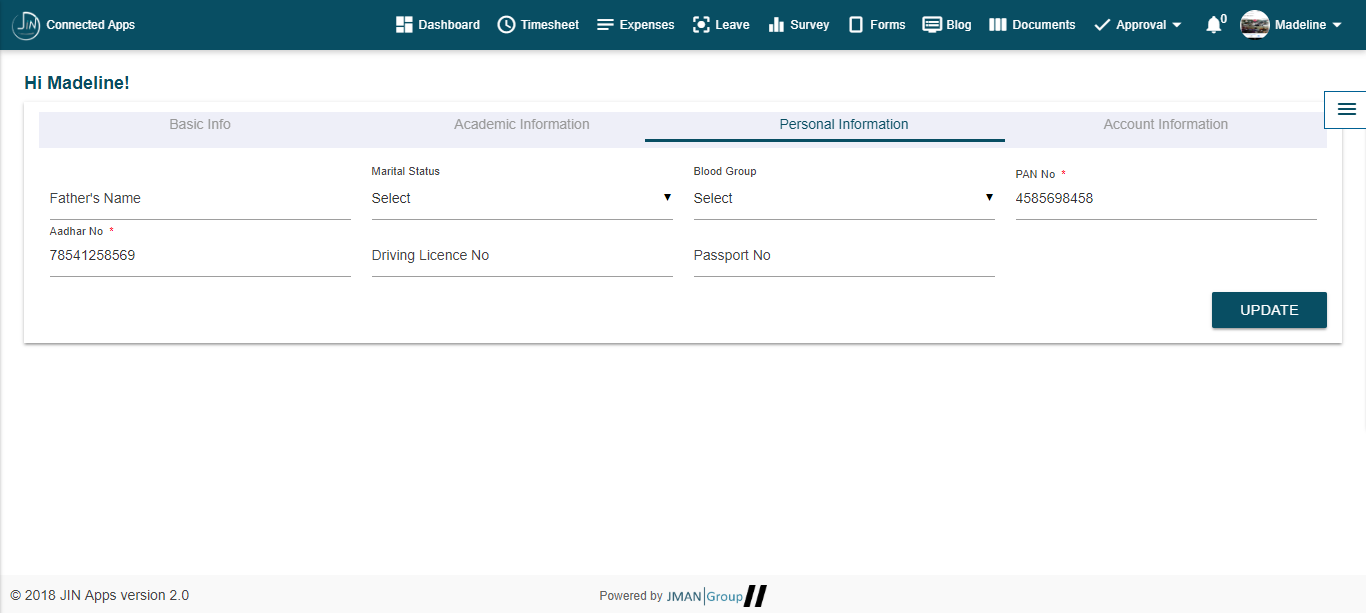 JIN Connected Apps Dashboard Timesheet Expenses Leave Survey Forms Blog Documents Approval 0 Madeline
Hi Madeline!
Basic Info Academic Information Personal Information Account Information
Marital Status Blood Group PAN No *
Father's Name Select Select 4585698458
Aadhar No *
78541258569 Driving Licence No Passport No
UPDATE
© 2018 JIN Apps version 2.0 Powered by JMAN Group